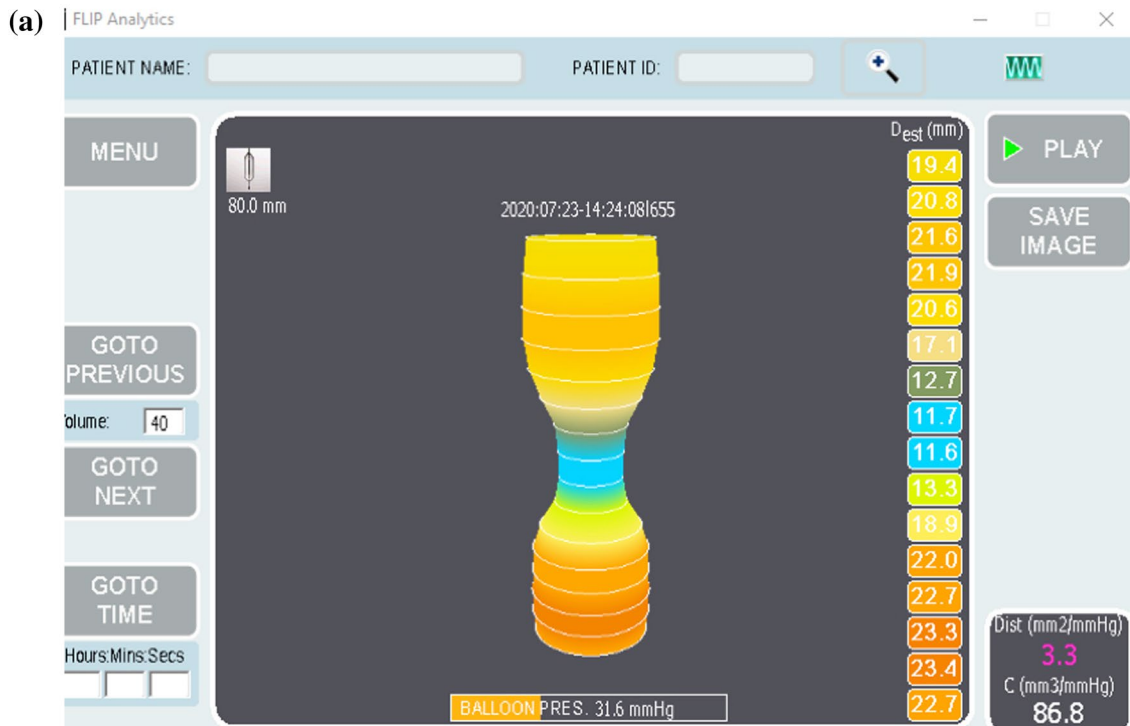 (a)
FLIP Analytics
PATIENT NAME:
PATIENT ID:
MENU
80.0 mm
2020:07:23-14:24:08l655
Dest (mm)
19.4
20.8
21.6
21.9
20.6
17.1
12.7
11.7
11.6
13.3
18.9
22.0
22.7
23.3
23.4
22.7
PLAY
SAVE
IMAGE
GOTO
PREVIOUS
olume: 40
GOTO
NEXT
GOTO
TIME
Hours:Mins:Secs
BALLOON PRES. 31.6 mmHg
Dist (mm2/mmHg)
3.3
C (mm3/mmHg)
86.8